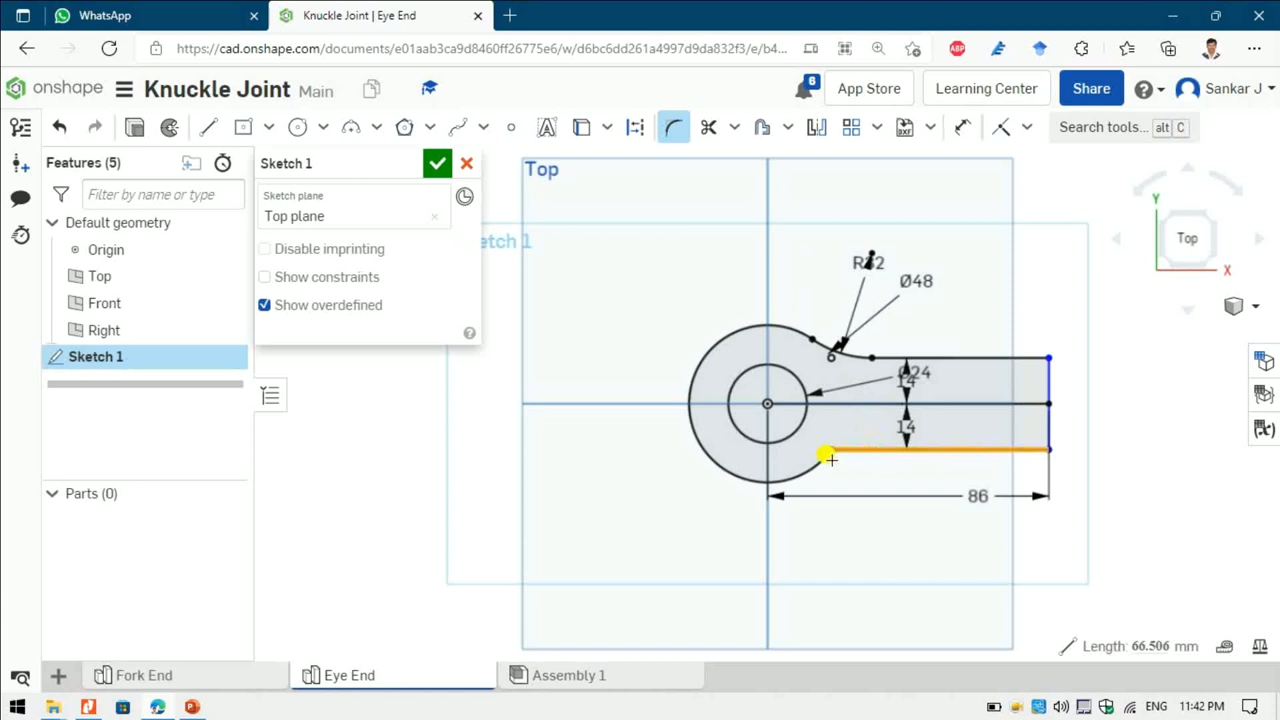 WhatsApp
Knuckle Joint | Eye End
https://cad.onshape.com/documents/e01aab3ca9d8460ff26775e6/w/d6bc6dd261a4997d9da832f3/e/b4...
ABP
onshape
Knuckle Joint Main
6
App Store
Learning Center
Share
Sankar J
Search tools... alt C
Features (5)
Filter by name or type
Default geometry
Origin
Top
Front
Right
Sketch 1
Parts (0)
Sketch 1
Sketch plane
Top plane
Disable imprinting
Show constraints
Show overdefined
Top
etch 1
Ø48
Ø24
14
14
86
Y
Top
X
Length: 66.506 mm
Fork End
Eye End
Assembly 1
ENG
11:42 PM